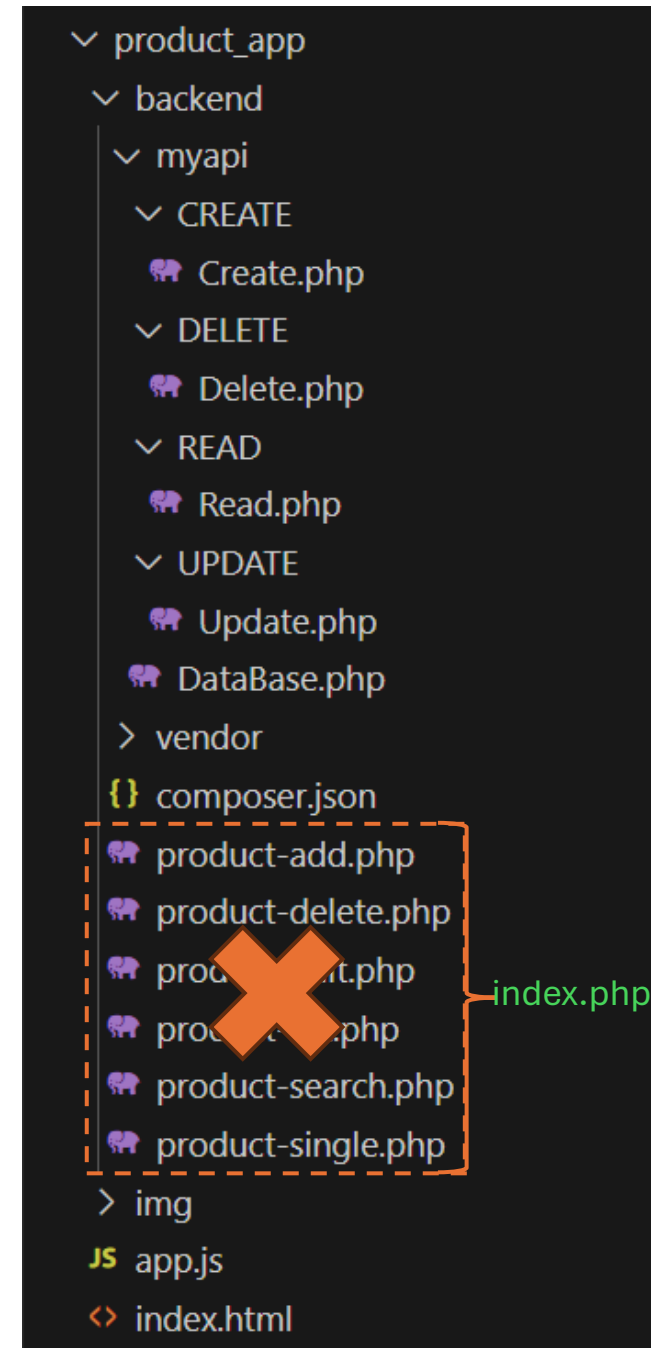 product_app
backend
myapi
CREATE
Create.php
DELETE
Delete.php
READ
Read.php
UPDATE
Update.php
DataBase.php
vendor
{} composer.json
product-add.php
product-delete.php
index.php
product-search.php
product-single.php
img
JS app.js
<> index.html